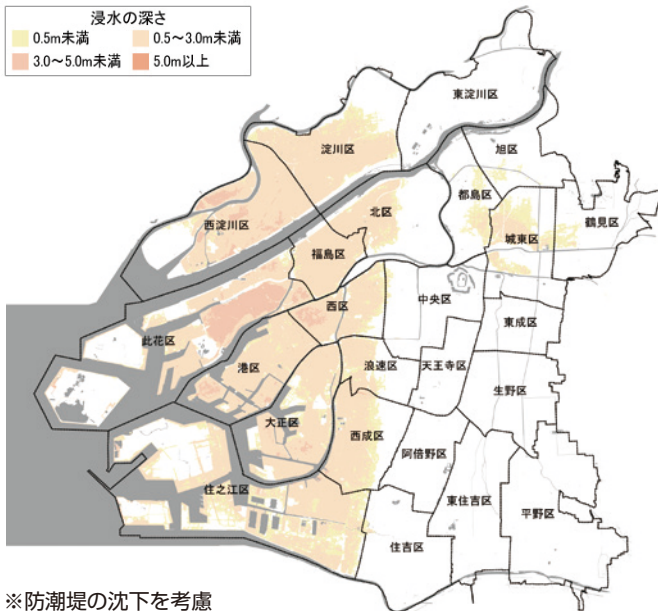 浸水の深さ
0.5m未満 0.5～3.0m未満
3.0～5.0m未満 5.0m以上
東淀川区
淀川区
旭区
都島区
北区
鶴見区
西淀川区
城東区
福島区
中央区
西区
東成区
此花区
港区
浪速区
天王寺区
生野区
大正区
西成区
阿倍野区
住之江区
東住吉区
平野区
住吉区
※防潮堤の沈下を考慮